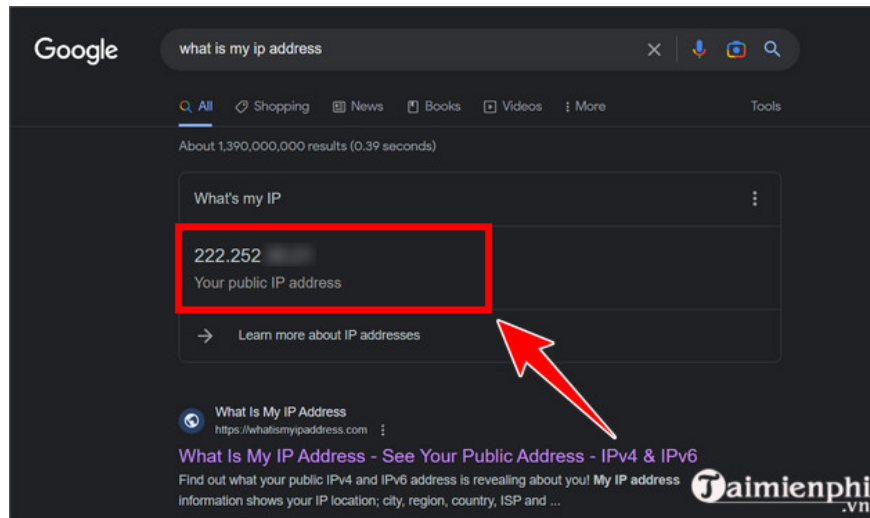 Google what is my ip address
All Shopping News Books Videos More Tools
About 1,390,000,000 results (0.39 seconds)
What's my IP
222.252
Your public IP address
Learn more about IP addresses
What Is My IP Address
https://whatismyipaddress.com
What Is My IP Address - See Your Public Address - IPv4 & IPv6
Find out what your public IPv4 and IPv6 address is revealing about you! My IP address
information shows your IP location; city, region, country, ISP and ...
Taimienphi
.vn